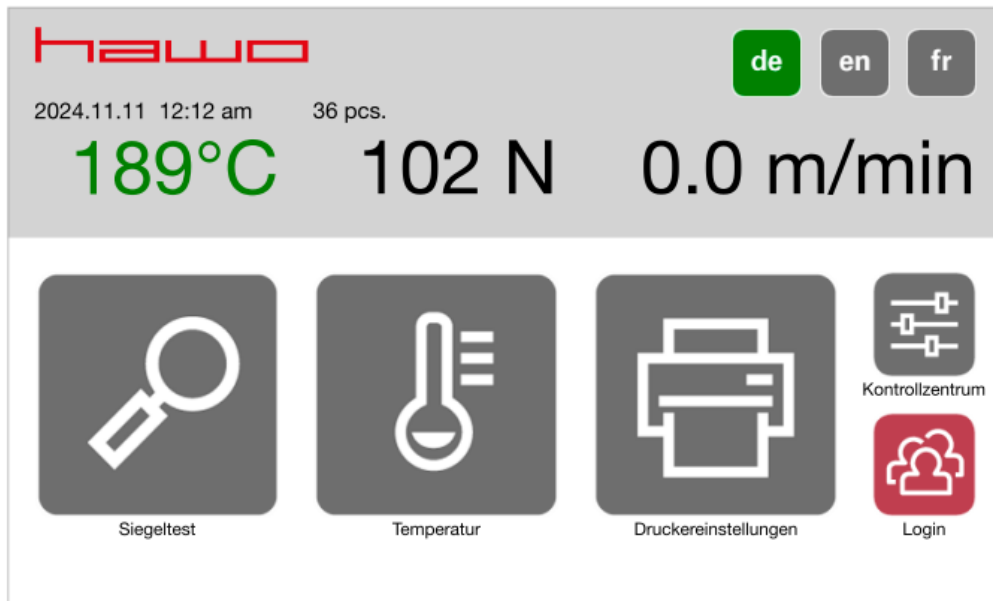 hawo
de en fr
2024.11.11 12:12 am 36 pcs.
189°C 102 N 0.0 m/min
Kontrollzentrum
Siegeltest Temperatur Druckereinstellungen Login